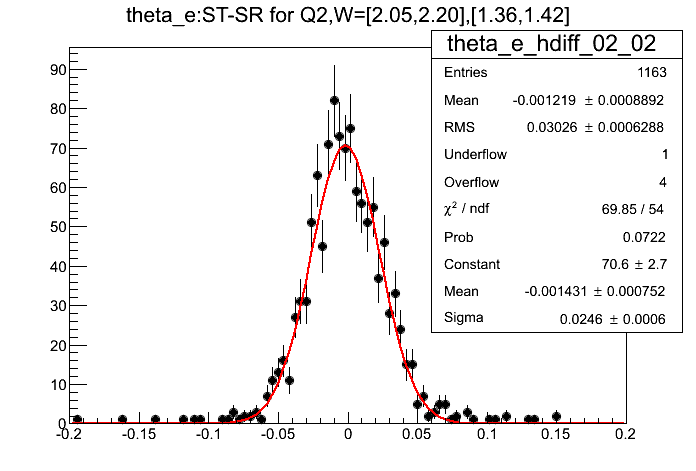 theta_e:ST-SR for Q2,W=[2.05,2.20],[1.36,1.42]
theta_e_hdiff_02_02
Entries 1163
Mean -0.001219 ± 0.0008892
RMS 0.03026 ± 0.0006288
Underflow 1
Overflow 4
χ² / ndf 69.85 / 54
Prob 0.0722
Constant 70.6 ± 2.7
Mean -0.001431 ± 0.000752
Sigma 0.0246 ± 0.0006
90
80
70
60
50
40
30
20
10
0
-0.2 -0.15 -0.1 -0.05 0 0.05 0.1 0.15 0.2